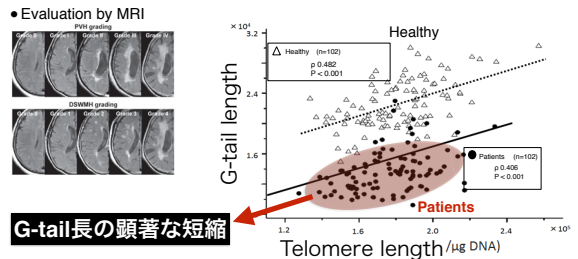 ● Evaluation by MRI
PVH grading
Grade 0 Grade I Grade II Grade III Grade IV
DSWMH grading
Grade 0 Grade 1 Grade 2 Grade 3 Grade 4
G-tail長の顕著な短縮
×10⁴
3.2
2.4
1.6
G-tail length
Healthy
△ Healthy (n=102)
ρ 0.482
P < 0.001
● Patients (n=102)
ρ 0.406
P < 0.001
Patients
1.2 1.6 2.0 2.4 ×10⁵
Telomere length/μg DNA)